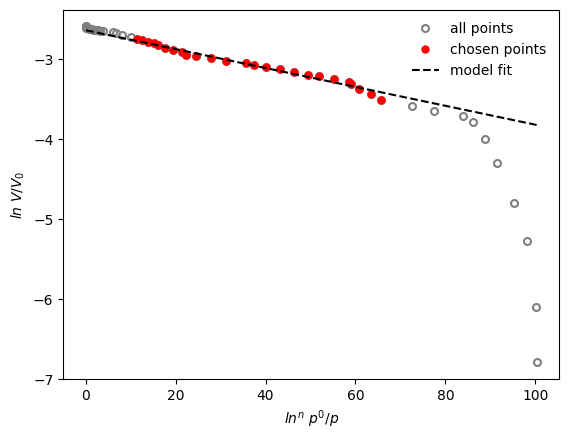 all points
chosen points
model fit
−3
−4
−5
−6
−7
ln V/V₀
0
20
40
60
80
100
lnⁿ p⁰/p